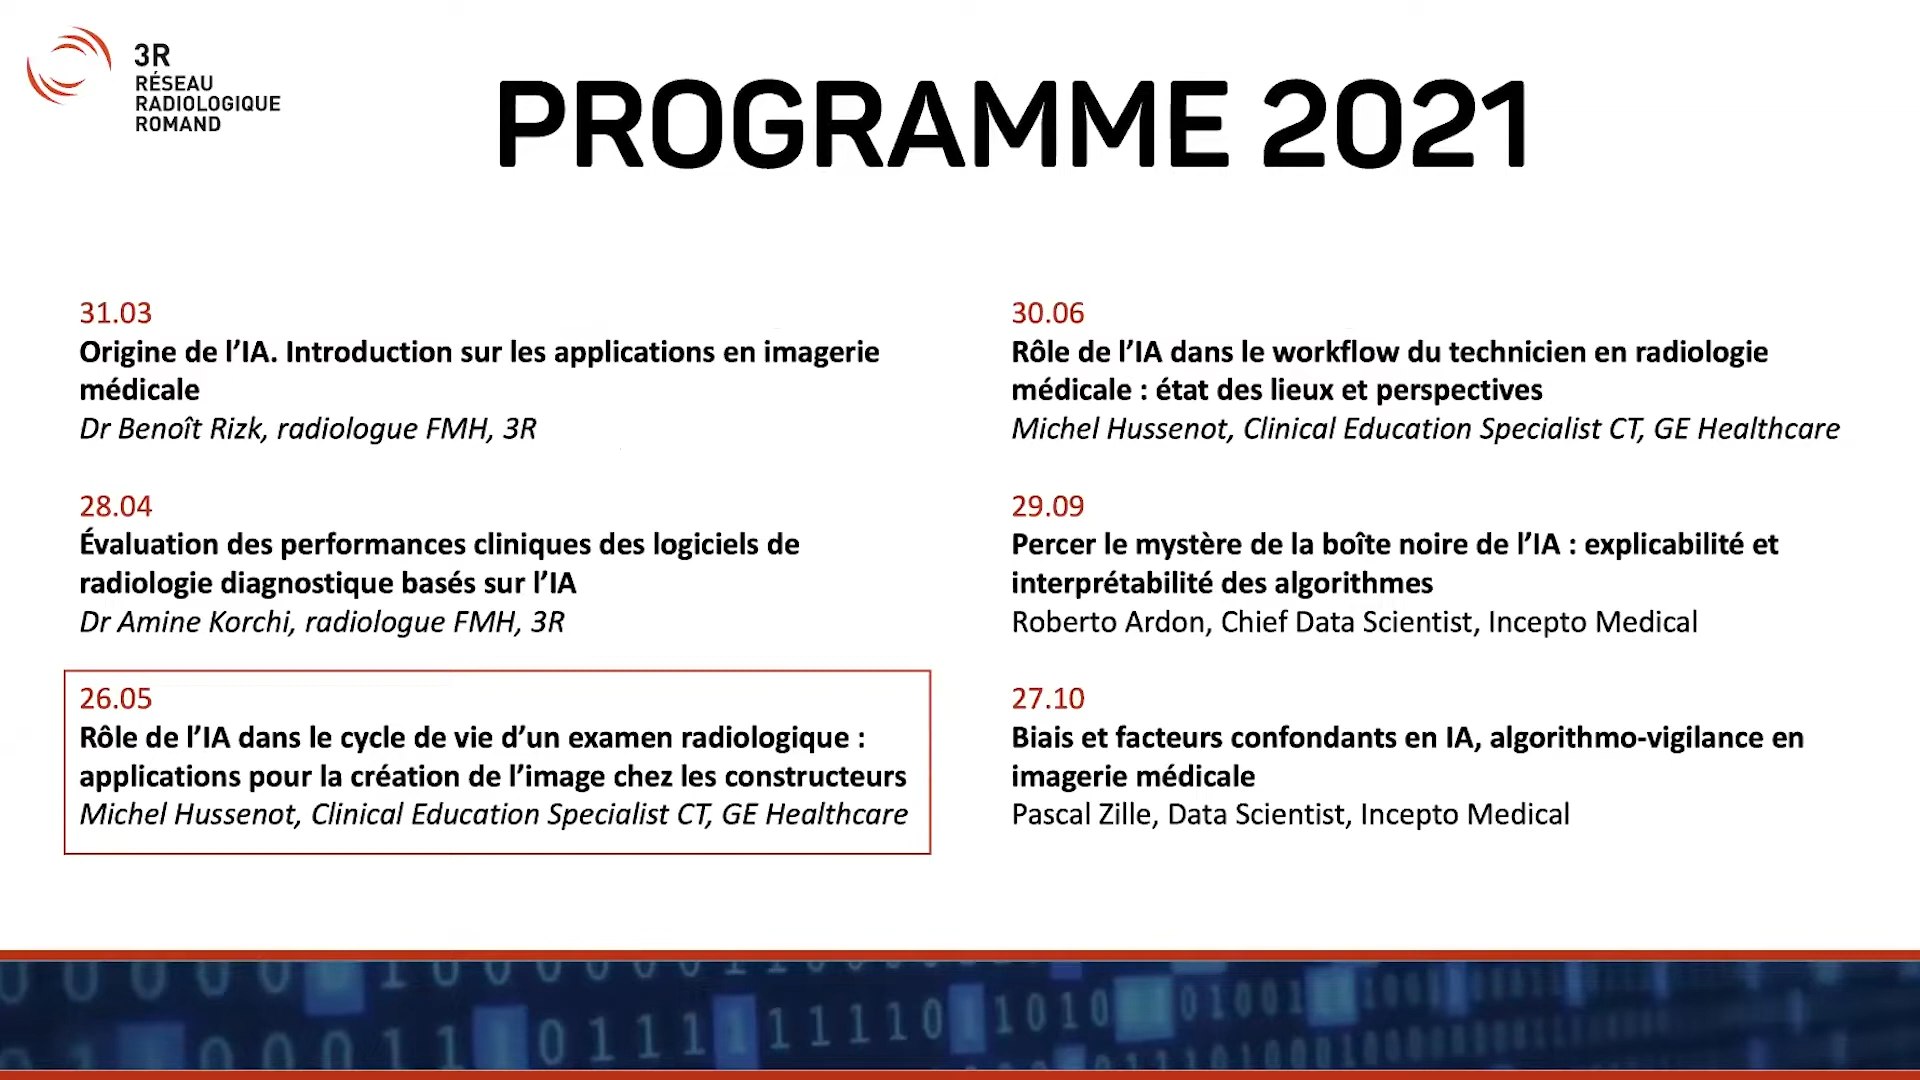 3R
RÉSEAU
RADIOLOGIQUE
ROMAND
PROGRAMME 2021
31.03
Origine de l’IA. Introduction sur les applications en imagerie
médicale
Dr Benoît Rizk, radiologue FMH, 3R
28.04
Évaluation des performances cliniques des logiciels de
radiologie diagnostique basés sur l’IA
Dr Amine Korchi, radiologue FMH, 3R
26.05
Rôle de l’IA dans le cycle de vie d’un examen radiologique :
applications pour la création de l’image chez les constructeurs
Michel Hussenot, Clinical Education Specialist CT, GE Healthcare
30.06
Rôle de l’IA dans le workflow du technicien en radiologie
médicale : état des lieux et perspectives
Michel Hussenot, Clinical Education Specialist CT, GE Healthcare
29.09
Percer le mystère de la boîte noire de l’IA : explicabilité et
interprétabilité des algorithmes
Roberto Ardon, Chief Data Scientist, Incepto Medical
27.10
Biais et facteurs confondants en IA, algorithmo-vigilance en
imagerie médicale
Pascal Zille, Data Scientist, Incepto Medical